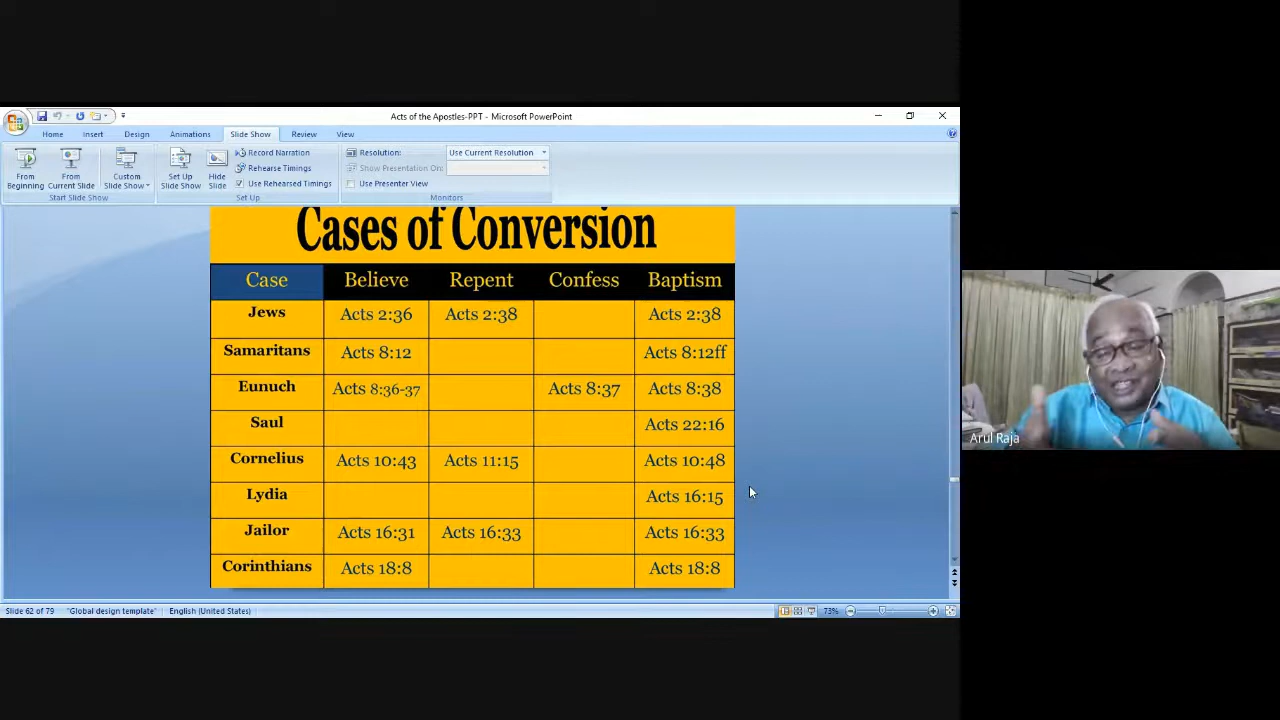 Acts of the Apostles-PPT - Microsoft PowerPoint
Home Insert Design Animations Slide Show Review View
From Beginning
From Current Slide
Custom Slide Show
Set Up Slide Show
Hide Slide
Record Narration
Rehearse Timings
Use Rehearsed Timings
Resolution: Use Current Resolution
Show Presentation On:
Use Presenter View
Start Slide Show Set Up Monitors
Cases of Conversion
Case Believe Repent Confess Baptism
Jews Acts 2:36 Acts 2:38 Acts 2:38
Samaritans Acts 8:12 Acts 8:12ff
Eunuch Acts 8:36-37 Acts 8:37 Acts 8:38
Saul Acts 22:16
Cornelius Acts 10:43 Acts 11:15 Acts 10:48
Lydia Acts 16:15
Jailor Acts 16:31 Acts 16:33 Acts 16:33
Corinthians Acts 18:8 Acts 18:8
Arul Raja
Slide 62 of 79 "Global design template" English (United States) 73%